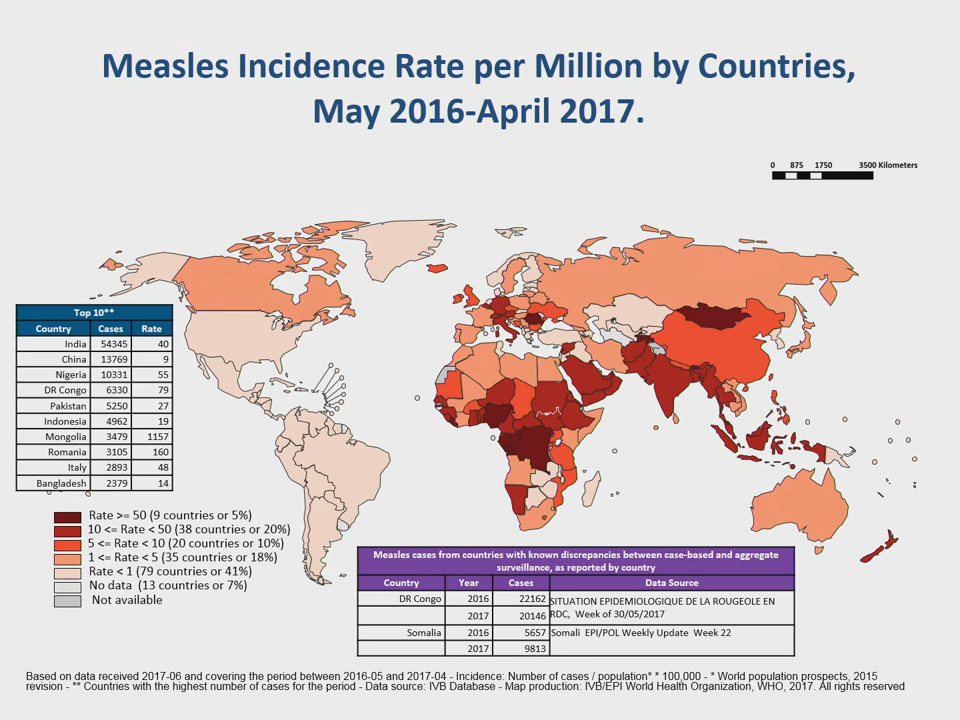 Measles Incidence Rate per Million by Countries,
May 2016-April 2017.
0 875 1750 3500 Kilometers
Top 10**
Country Cases Rate
India 54345 40
China 13769 9
Nigeria 10331 55
DR Congo 6330 79
Pakistan 5250 27
Indonesia 4962 19
Mongolia 3479 1157
Romania 3105 160
Italy 2893 48
Bangladesh 2379 14
Rate >= 50 (9 countries or 5%)
10 <= Rate < 50 (38 countries or 20%)
5 <= Rate < 10 (20 countries or 10%)
1 <= Rate < 5 (35 countries or 18%)
Rate < 1 (79 countries or 41%)
No data (13 countries or 7%)
Not available
Measles cases from countries with known discrepancies between case-based and aggregate
surveillance, as reported by country
Country Year Cases Data Source
DR Congo 2016 22162 SITUATION EPIDEMIOLOGIQUE DE LA ROUGEOLE EN
2017 20146 RDC, Week of 30/05/2017
Somalia 2016 5657 Somali EPI/POL Weekly Update Week 22
2017 9813
Based on data received 2017-06 and covering the period between 2016-05 and 2017-04 - Incidence: Number of cases / population* * 100,000 - * World population prospects, 2015
revision - ** Countries with the highest number of cases for the period - Data source: IVB Database - Map production: IVB/EPI World Health Organization, WHO, 2017. All rights reserved